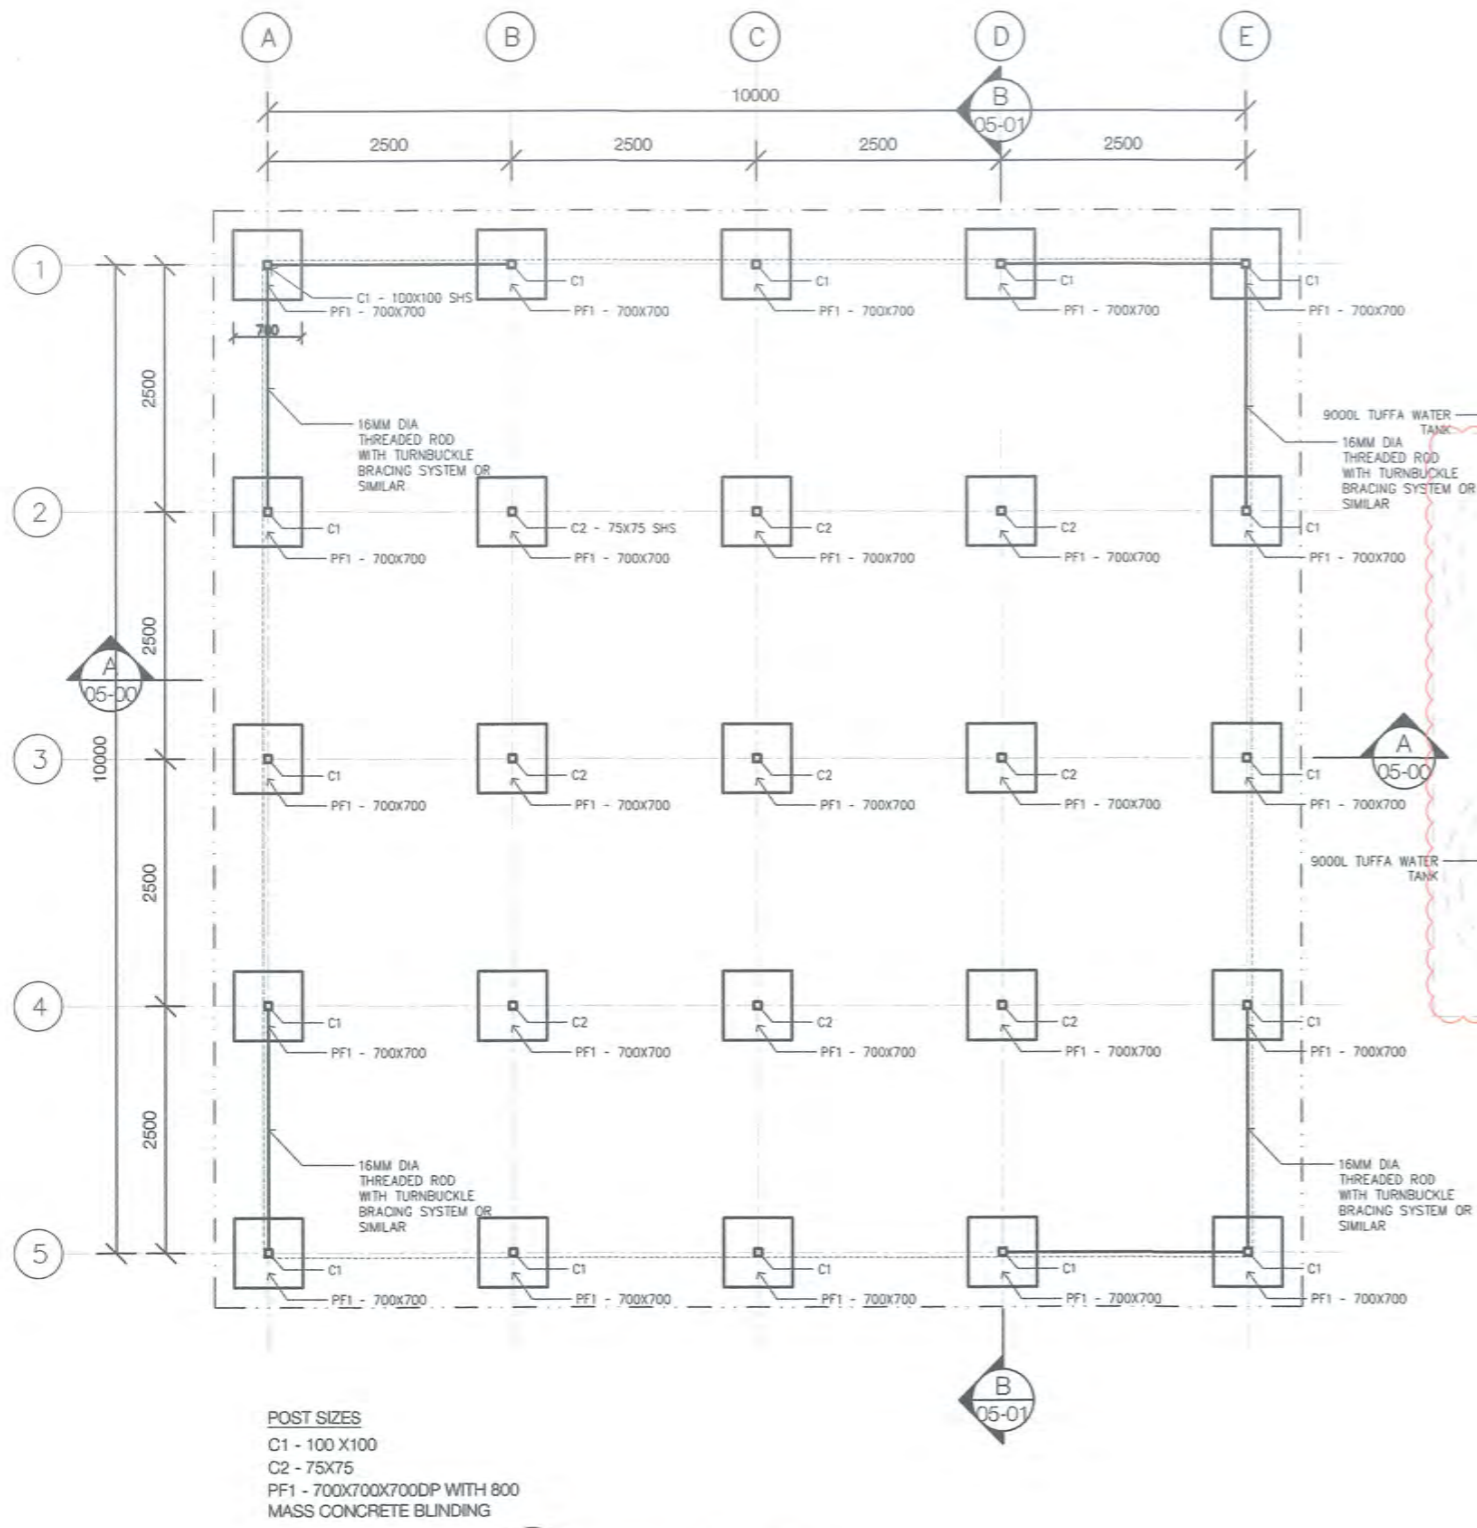 A B C D E
10000
B
05-01
2500 2500 2500 2500
1
C1 - 100X100 SHS
PF1 - 700X700
C1
PF1 - 700X700
C1
PF1 - 700X700
C1
PF1 - 700X700
C1
PF1 - 700X700
700
2500
16MM DIA
THREADED ROD
WITH TURNBUCKLE
BRACING SYSTEM OR
SIMILAR
9000L TUFFA WATER
TANK
16MM DIA
THREADED ROD
WITH TURNBUCKLE
BRACING SYSTEM OR
SIMILAR
2
C1
PF1 - 700X700
C2 - 75X75 SHS
PF1 - 700X700
C2
PF1 - 700X700
C2
PF1 - 700X700
C1
PF1 - 700X700
2500
A
05-00
10000
3
C1
PF1 - 700X700
C2
PF1 - 700X700
C2
PF1 - 700X700
C2
PF1 - 700X700
C1
PF1 - 700X700
A
05-00
2500
9000L TUFFA WATER
TANK
4
C1
PF1 - 700X700
C2
PF1 - 700X700
C2
PF1 - 700X700
C2
PF1 - 700X700
C1
PF1 - 700X700
2500
16MM DIA
THREADED ROD
WITH TURNBUCKLE
BRACING SYSTEM OR
SIMILAR
16MM DIA
THREADED ROD
WITH TURNBUCKLE
BRACING SYSTEM OR
SIMILAR
5
C1
PF1 - 700X700
C1
PF1 - 700X700
C1
PF1 - 700X700
C1
PF1 - 700X700
C1
PF1 - 700X700
B
05-01
POST SIZES
C1 - 100 X100
C2 - 75X75
PF1 - 700X700X700DP WITH 800
MASS CONCRETE BLINDING